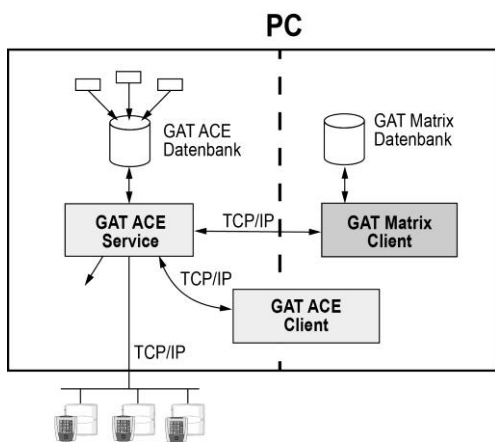 PC
GAT ACE
Datenbank
GAT Matrix
Datenbank
GAT ACE
Service
TCP/IP
GAT Matrix
Client
TCP/IP
GAT ACE
Client
TCP/IP